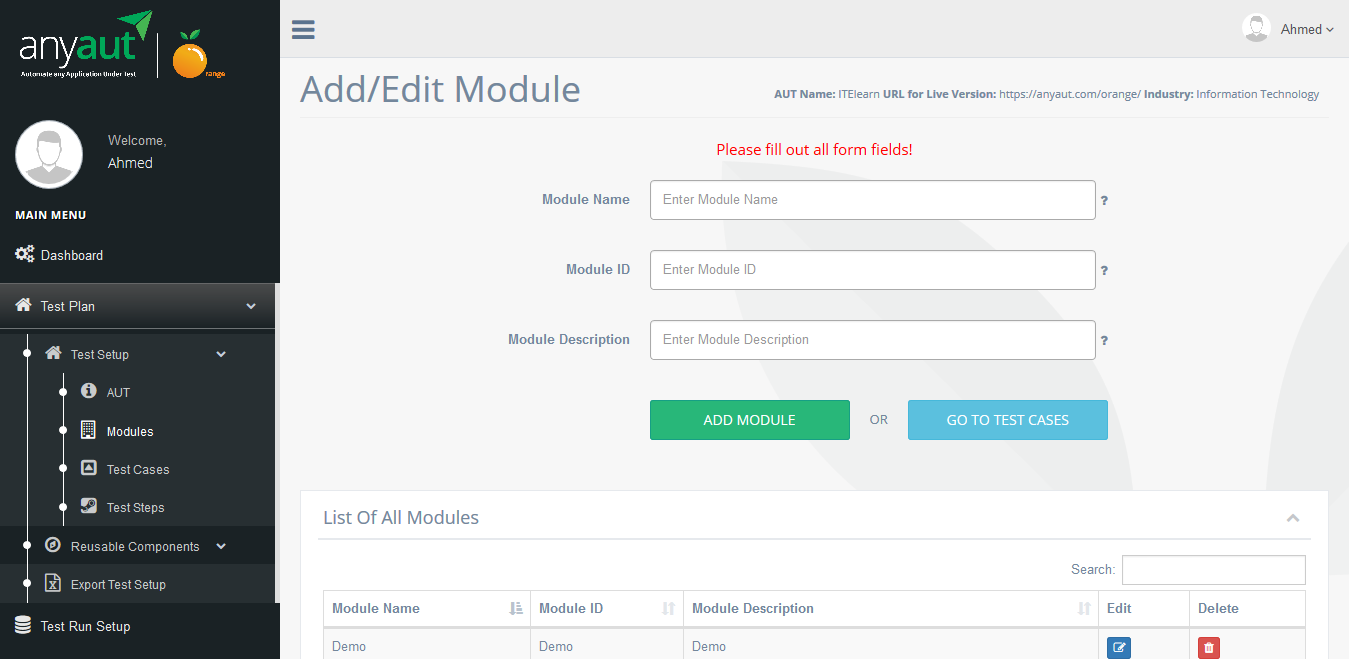 anyaut
Automate any Application Under Test
range
Welcome,
Ahmed
MAIN MENU
Dashboard
Test Plan
Test Setup
AUT
Modules
Test Cases
Test Steps
Reusable Components
Export Test Setup
Test Run Setup
Ahmed
Add/Edit Module
AUT Name: ITElearn URL for Live Version: https://anyaut.com/orange/ Industry: Information Technology
Please fill out all form fields!
Module Name Enter Module Name ?
Module ID Enter Module ID ?
Module Description Enter Module Description ?
ADD MODULE OR GO TO TEST CASES
List Of All Modules
Search:
Module Name Module ID Module Description Edit Delete
Demo Demo Demo